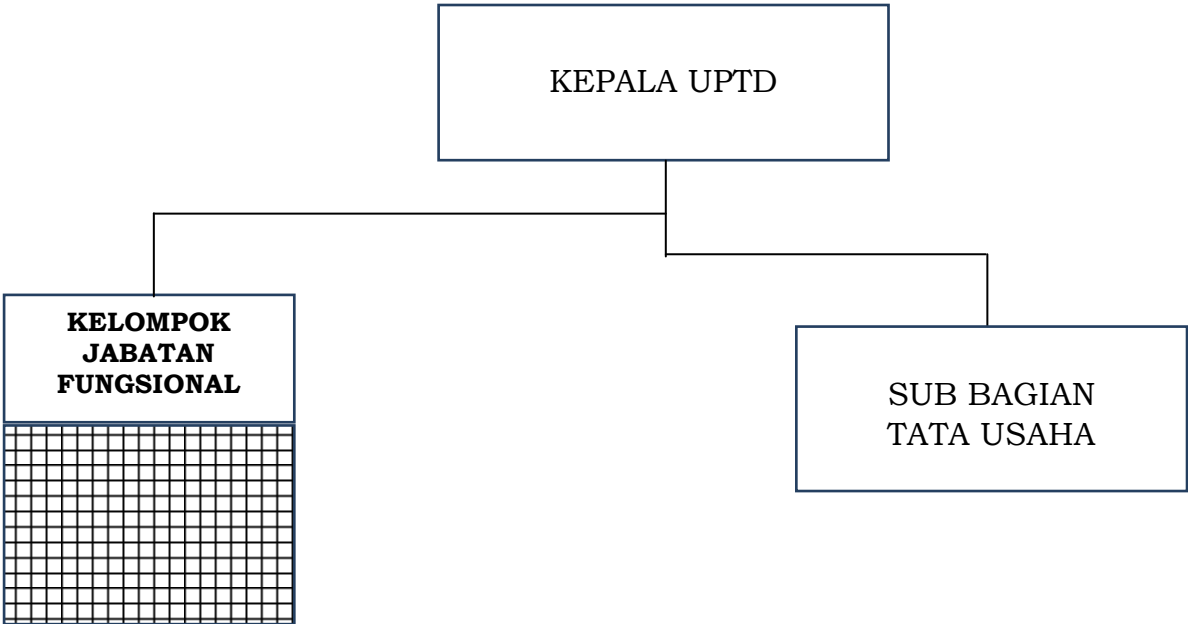 KEPALA UPTD
KELOMPOK
JABATAN
FUNGSIONAL
SUB BAGIAN
TATA USAHA